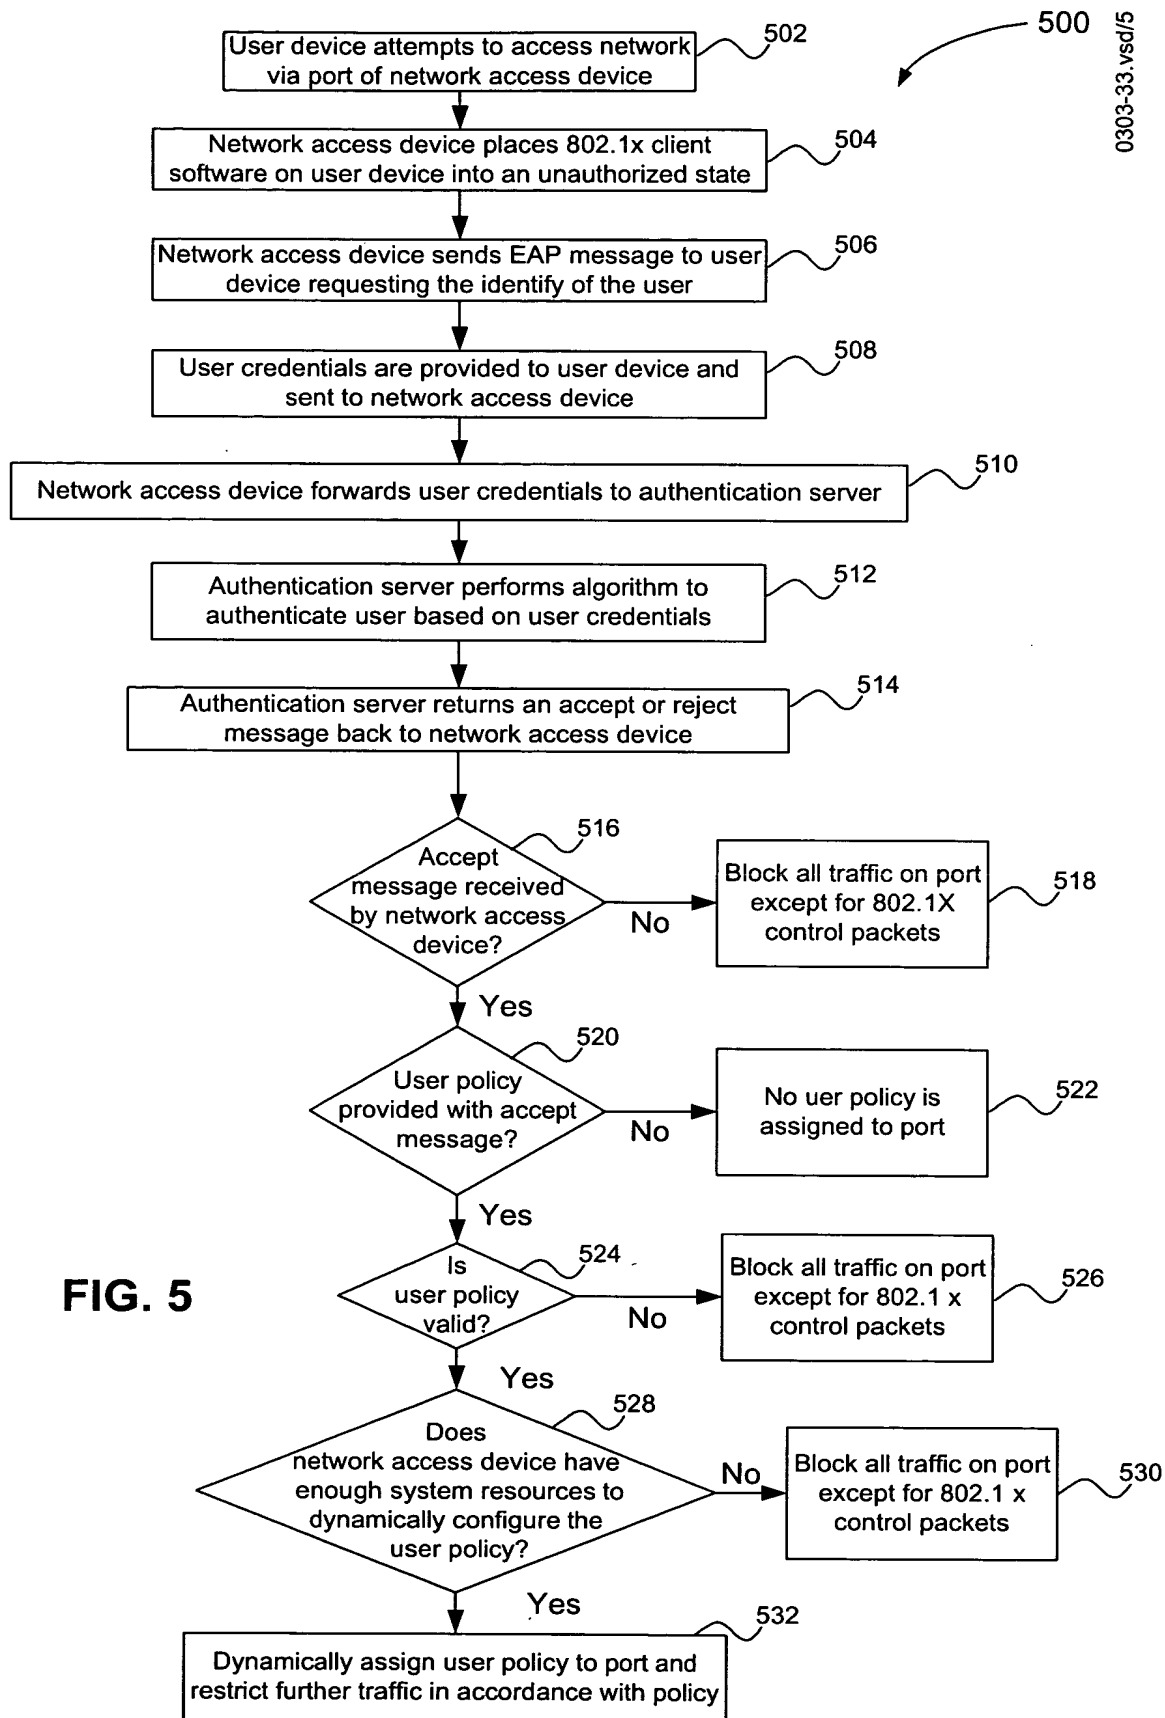 500
0303-33.vsd/5
502
User device attempts to access network
via port of network access device
504
Network access device places 802.1x client
software on user device into an unauthorized state
506
Network access device sends EAP message to user
device requesting the identify of the user
508
User credentials are provided to user device and
sent to network access device
510
Network access device forwards user credentials to authentication server
512
Authentication server performs algorithm to
authenticate user based on user credentials
514
Authentication server returns an accept or reject
message back to network access device
516
Accept
message received
by network access
device?
No
Block all traffic on port
except for 802.1X
control packets
518
Yes
520
User policy
provided with accept
message?
No
No uer policy is
assigned to port
522
Yes
524
Is
user policy
valid?
No
Block all traffic on port
except for 802.1 x
control packets
526
FIG. 5
Yes
528
Does
network access device have
enough system resources to
dynamically configure the
user policy?
No
Block all traffic on port
except for 802.1 x
control packets
530
Yes
532
Dynamically assign user policy to port and
restrict further traffic in accordance with policy